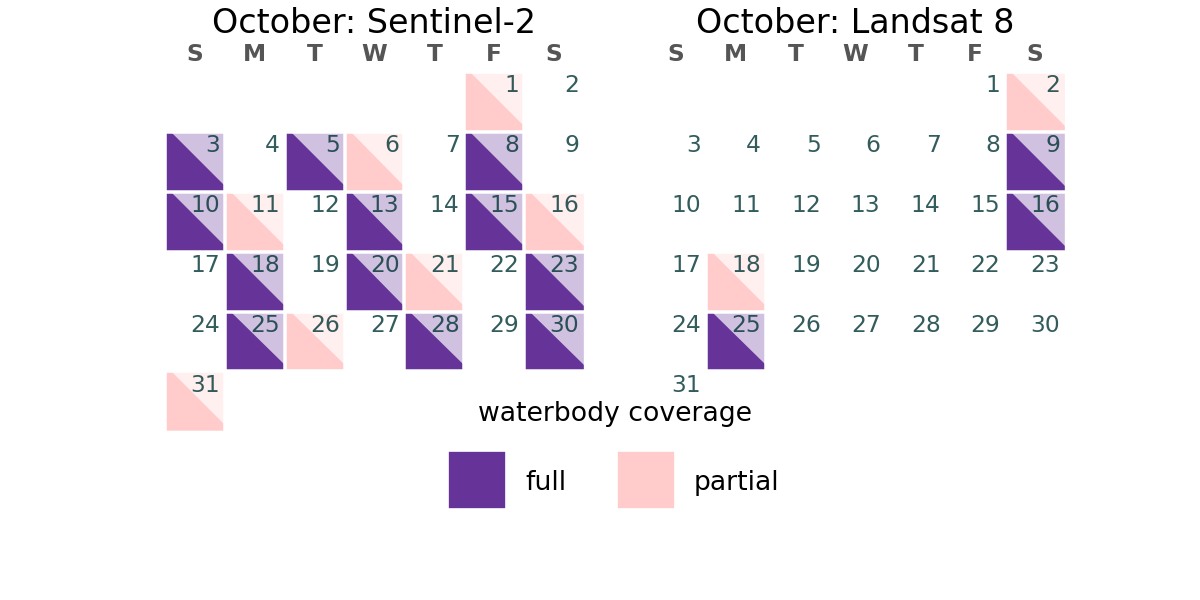 October: Sentinel-2
S M T W T F S
1 2
3 4 5 6 7 8 9
10 11 12 13 14 15 16
17 18 19 20 21 22 23
24 25 26 27 28 29 30
31
October: Landsat 8
S M T W T F S
1 2
3 4 5 6 7 8 9
10 11 12 13 14 15 16
17 18 19 20 21 22 23
24 25 26 27 28 29 30
31
waterbody coverage
full partial